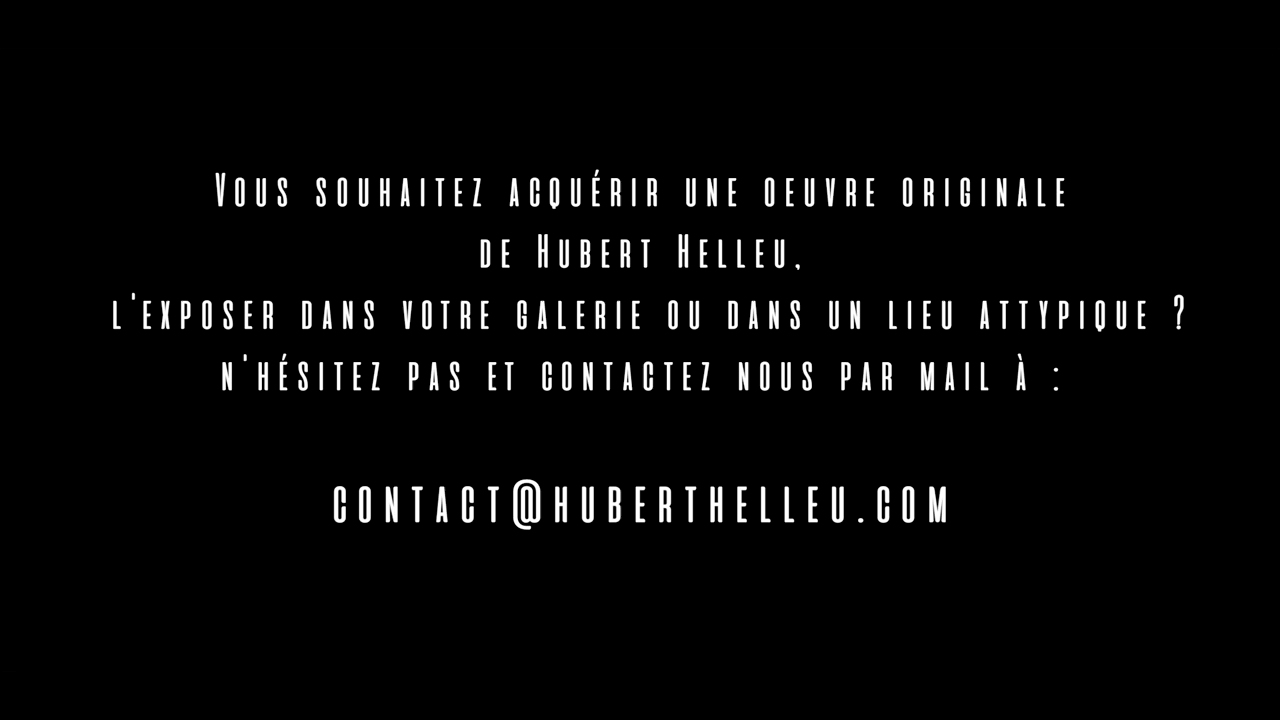 Vous souhaitez acquérir une oeuvre originale
de Hubert Helleu,
l'exposer dans votre galerie ou dans un lieu attypique ?
n'hésitez pas et contactez nous par mail à :
contact@huberthelleu.com